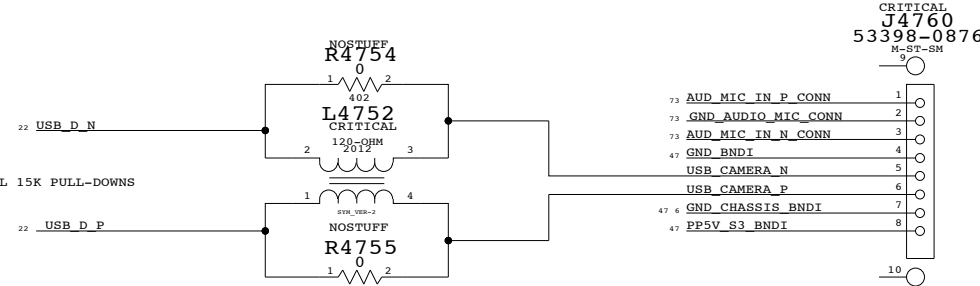 CRITICAL
J4760
53398-0876
M-ST-SM
9
NOSTUFF
R4754
0
1 2
402
L4752
CRITICAL
120-OHM
2012
2 3
22 USB_D_N
73 AUD_MIC_IN_P_CONN 1
73 GND_AUDIO_MIC_CONN 2
73 AUD_MIC_IN_N_CONN 3
47 GND_BNDI 4
USB_CAMERA_N 5
USB_CAMERA_P 6
47 6 GND_CHASSIS_BNDI 7
47 PP5V_S3_BNDI 8
L 15K PULL-DOWNS
1 4
SYM_VER-2
22 USB_D_P
NOSTUFF
R4755
0
1 2
10